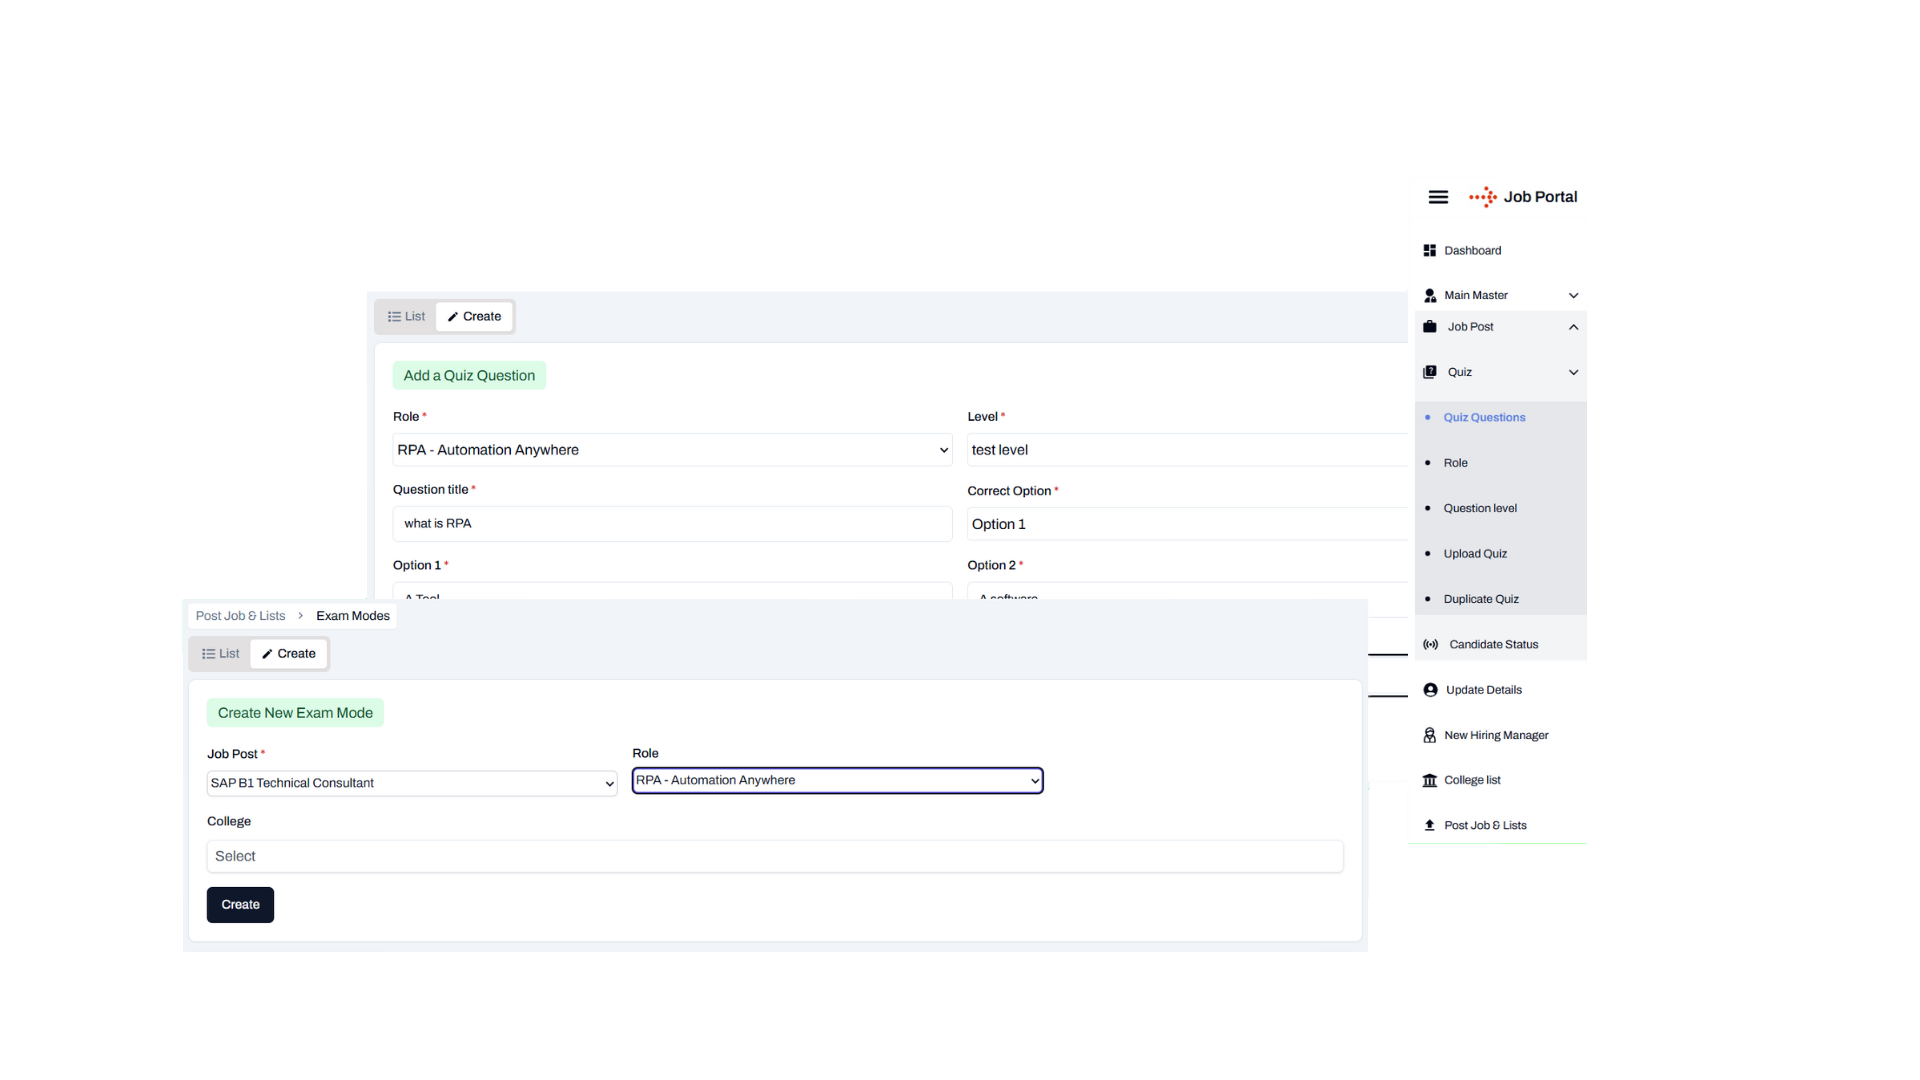 Job Portal
Dashboard
Main Master
Job Post
Quiz
Quiz Questions
Role
Question level
Upload Quiz
Duplicate Quiz
Candidate Status
Update Details
New Hiring Manager
College list
Post Job & Lists
List Create
Add a Quiz Question
Role * Level *
RPA - Automation Anywhere test level
Question title * Correct Option *
what is RPA Option 1
Option 1 * Option 2 *
A Tool A software
Post Job & Lists > Exam Modes
List Create
Create New Exam Mode
Job Post * Role
SAP B1 Technical Consultant RPA - Automation Anywhere
College
Select
Create